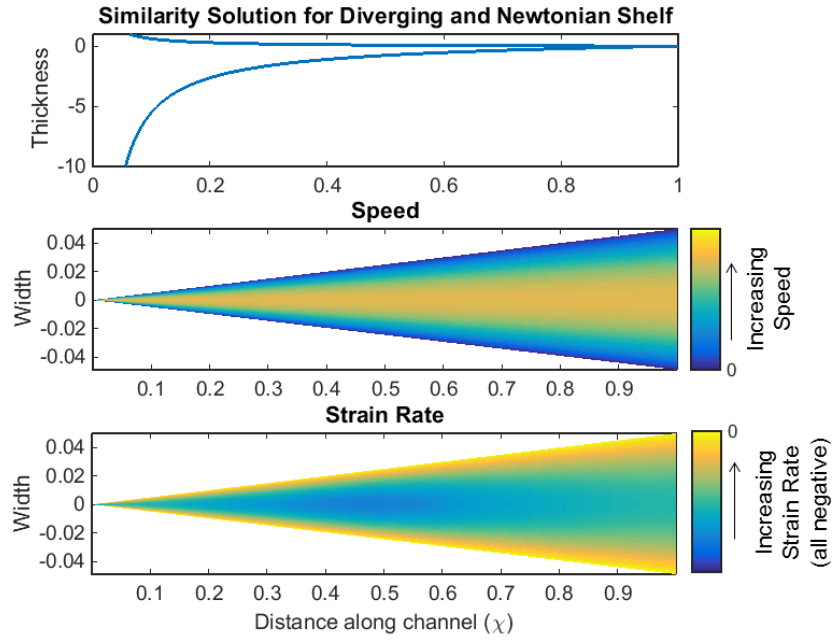 Similarity Solution for Diverging and Newtonian Shelf
Thickness
0
-5
-10
0 0.2 0.4 0.6 0.8 1
Speed
Width
0.04
0.02
0
-0.02
-0.04
0.1 0.2 0.3 0.4 0.5 0.6 0.7 0.8 0.9
0
Increasing
Speed
Strain Rate
Width
0.04
0.02
0
-0.02
-0.04
0.1 0.2 0.3 0.4 0.5 0.6 0.7 0.8 0.9
Distance along channel (χ)
0
Increasing
Strain Rate
(all negative)